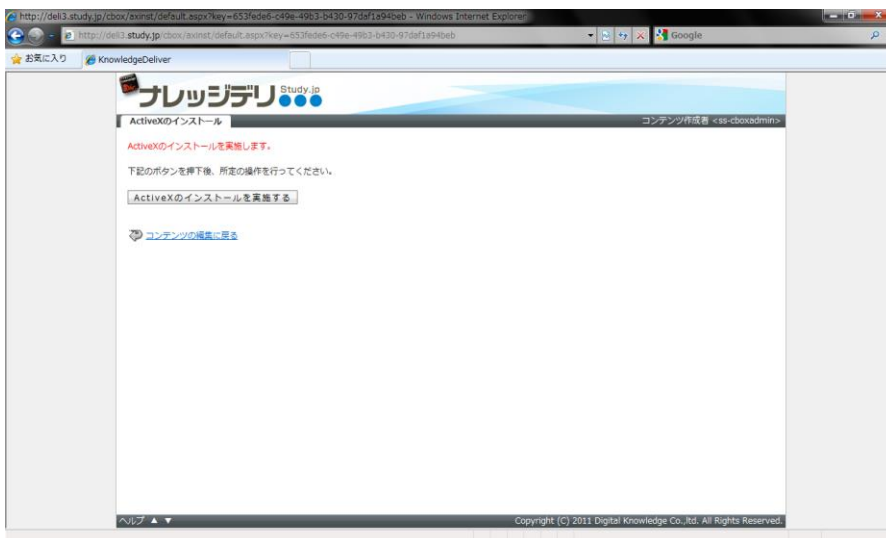 http://deli3.study.jp/cbox/axinst/default.aspx?key=653fede6-c49e-49b3-b430-97daf1a94beb - Windows Internet Explorer
http://deli3.study.jp/cbox/axinst/default.aspx?key=653fede6-c49e-49b3-b430-97daf1a94beb
Google
お気に入り
KnowledgeDeliver
ナレッジデリ Study.jp
ActiveXのインストール
コンテンツ作成者 <ss-cboxadmin>
ActiveXのインストールを実施します。
下記のボタンを押下後、所定の操作を行ってください。
ActiveXのインストールを実施する
コンテンツの編集に戻る
ヘルプ ▲ ▼
Copyright (C) 2011 Digital Knowledge Co.,ltd. All Rights Reserved.